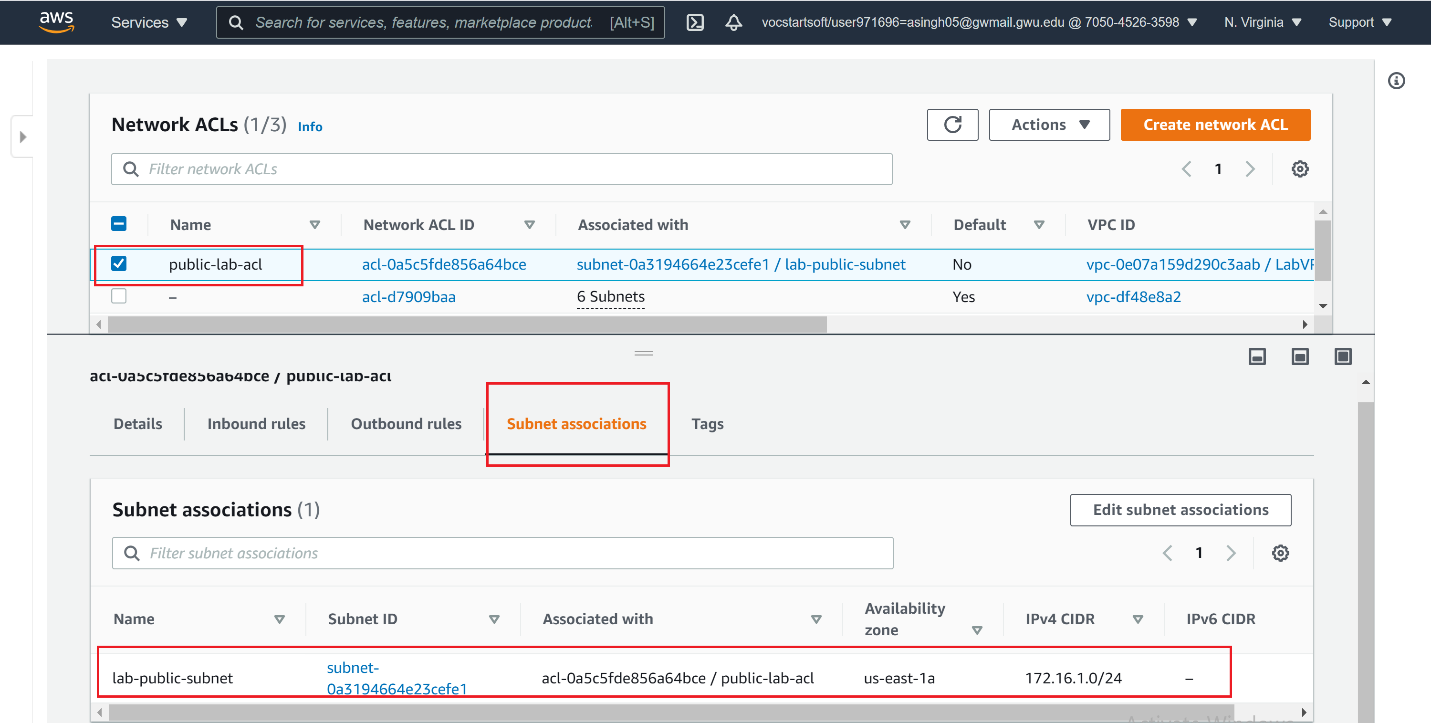 aws Services Search for services, features, marketplace product [Alt+S] vocstartsoft/user971696=asingh05@gwmail.gwu.edu @ 7050-4526-3598 N. Virginia Support
Network ACLs (1/3) Info Actions Create network ACL
Filter network ACLs 1
Name Network ACL ID Associated with Default VPC ID
public-lab-acl acl-0a5c5fde856a64bce subnet-0a3194664e23cefe1 / lab-public-subnet No vpc-0e07a159d290c3aab / LabVP
– acl-d7909baa 6 Subnets Yes vpc-df48e8a2
acl-0a5c5fde856a64bce / public-lab-acl
Details Inbound rules Outbound rules Subnet associations Tags
Subnet associations (1) Edit subnet associations
Filter subnet associations 1
Name Subnet ID Associated with Availability zone IPv4 CIDR IPv6 CIDR
lab-public-subnet subnet-0a3194664e23cefe1 acl-0a5c5fde856a64bce / public-lab-acl us-east-1a 172.16.1.0/24 –